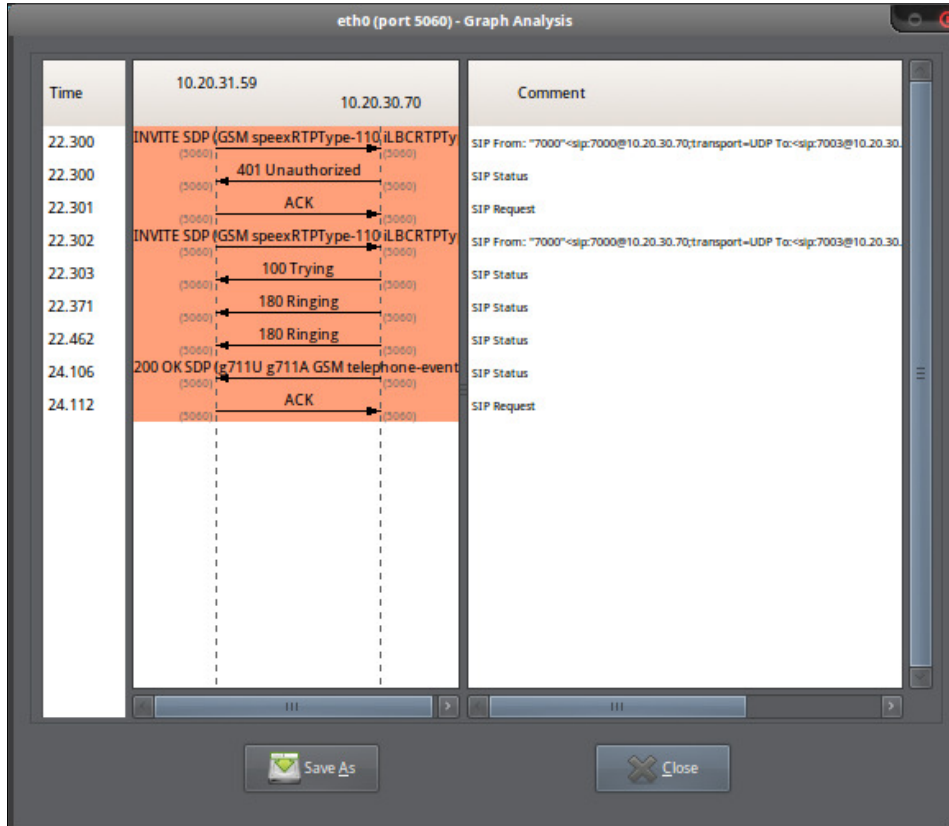 eth0 (port 5060) - Graph Analysis
Time
10.20.31.59
10.20.30.70
Comment
22.300 INVITE SDP (GSM speexRTPType-110 iLBCRTPTy SIP From: "7000"<sip:7000@10.20.30.70;transport=UDP To:<sip:7003@10.20.30.
(5060) (5060)
22.300 401 Unauthorized SIP Status
(5060) (5060)
22.301 ACK SIP Request
(5060) (5060)
22.302 INVITE SDP (GSM speexRTPType-110 iLBCRTPTy SIP From: "7000"<sip:7000@10.20.30.70;transport=UDP To:<sip:7003@10.20.30.
(5060) (5060)
22.303 100 Trying SIP Status
(5060) (5060)
22.371 180 Ringing SIP Status
(5060) (5060)
22.462 180 Ringing SIP Status
(5060) (5060)
24.106 200 OK SDP (g711U g711A GSM telephone-event SIP Status
(5060) (5060)
24.112 ACK SIP Request
(5060) (5060)
Save As
Close